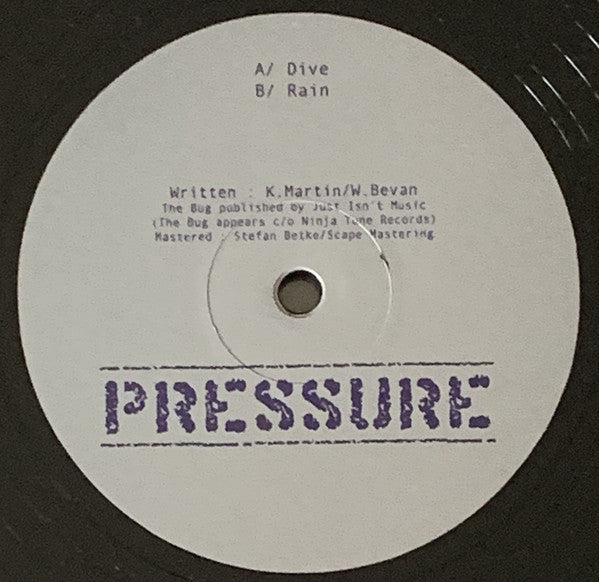 A/ Dive
B/ Rain
Written : K.Martin/W.Bevan
The Bug published by Just Isn't Music
(The Bug appears c/o Ninja Tune Records)
Mastered : Stefan Betke/Scape Mastering
PRESSURE